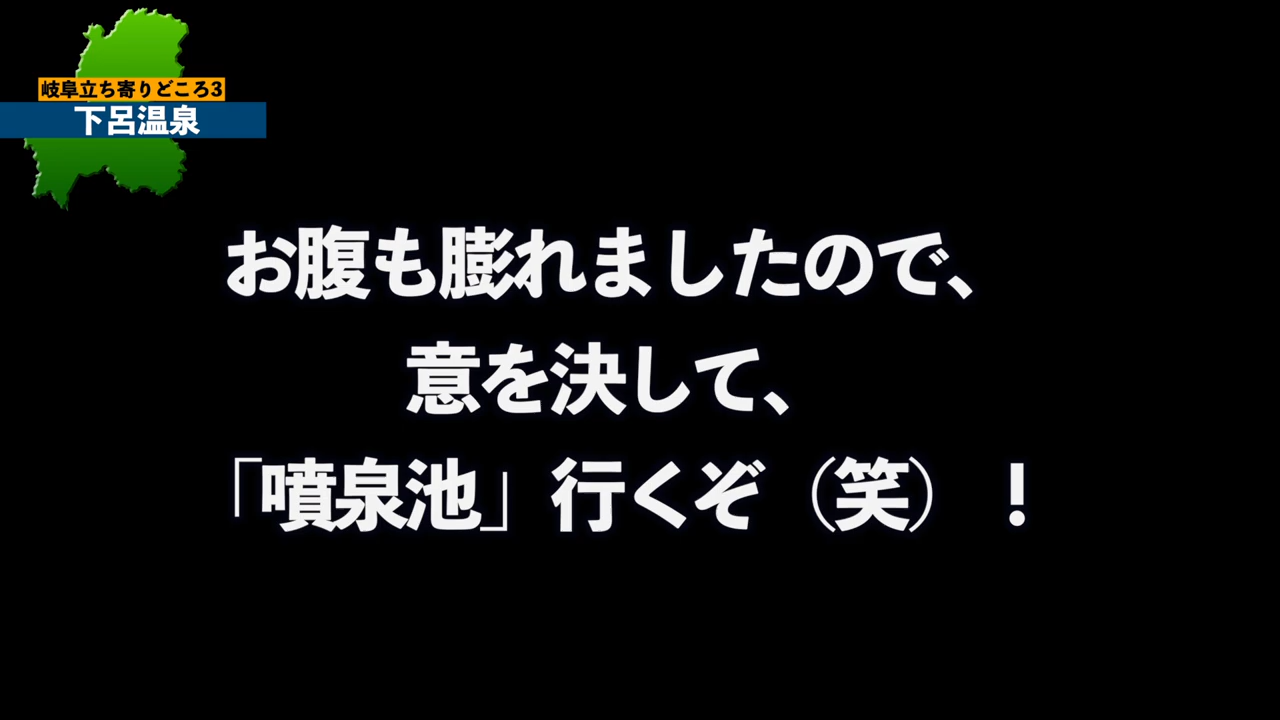 岐阜立ち寄りどころ3
下呂温泉
お腹も膨れましたので、
意を決して、
「噴泉池」行くぞ（笑）！